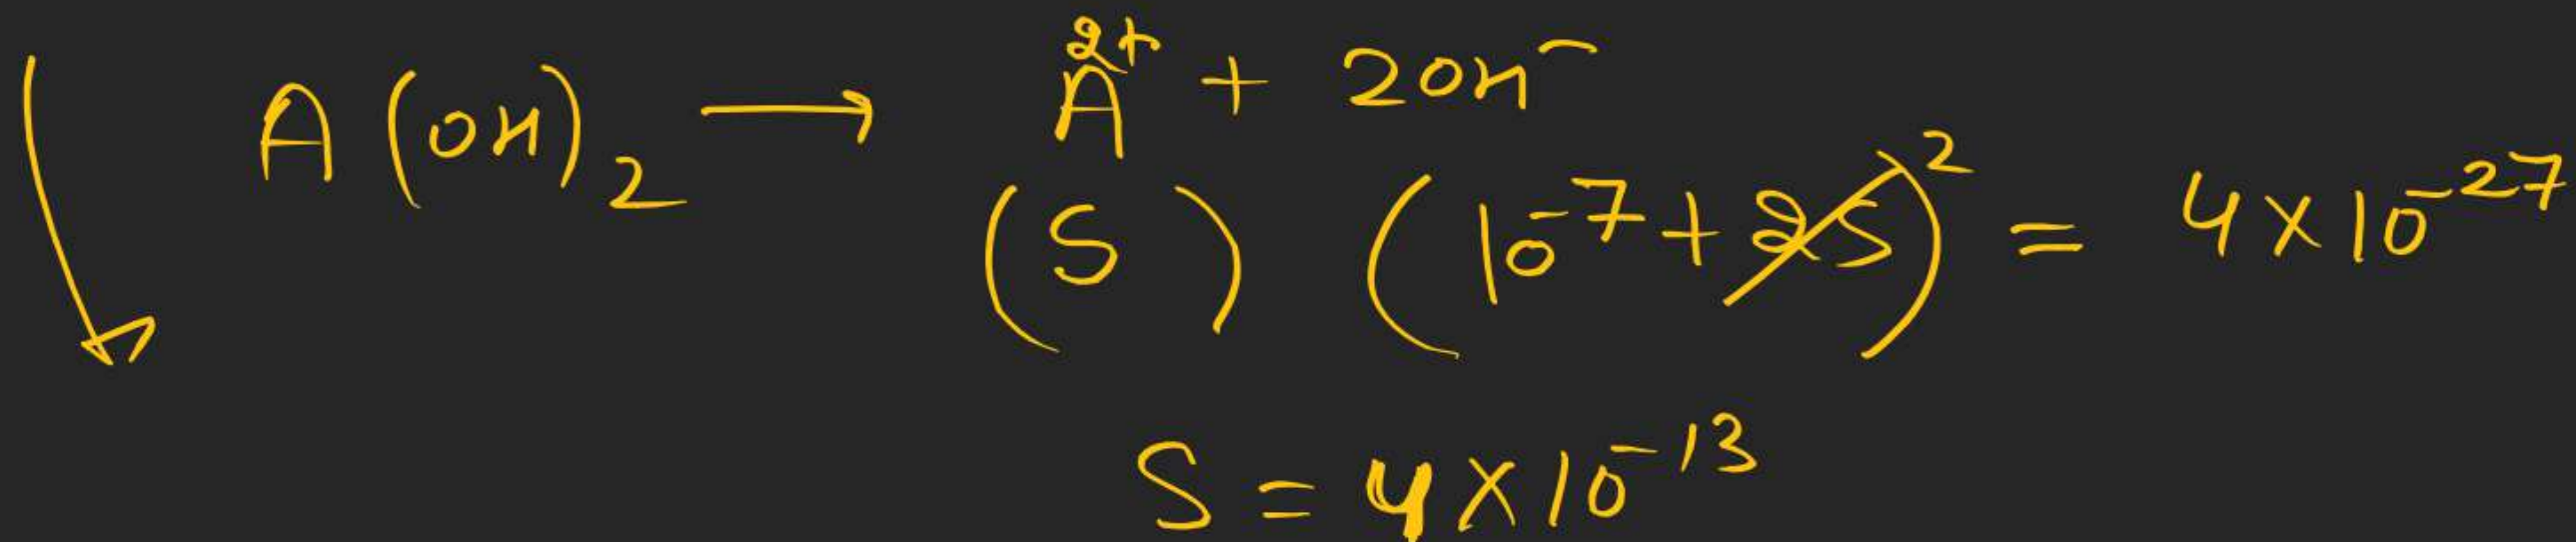 A(OH)₂ ⟶ A²⁺ + 2OH⁻
(S) (10⁻⁷ + 2S)² = 4×10⁻²⁷
S = 4×10⁻¹³